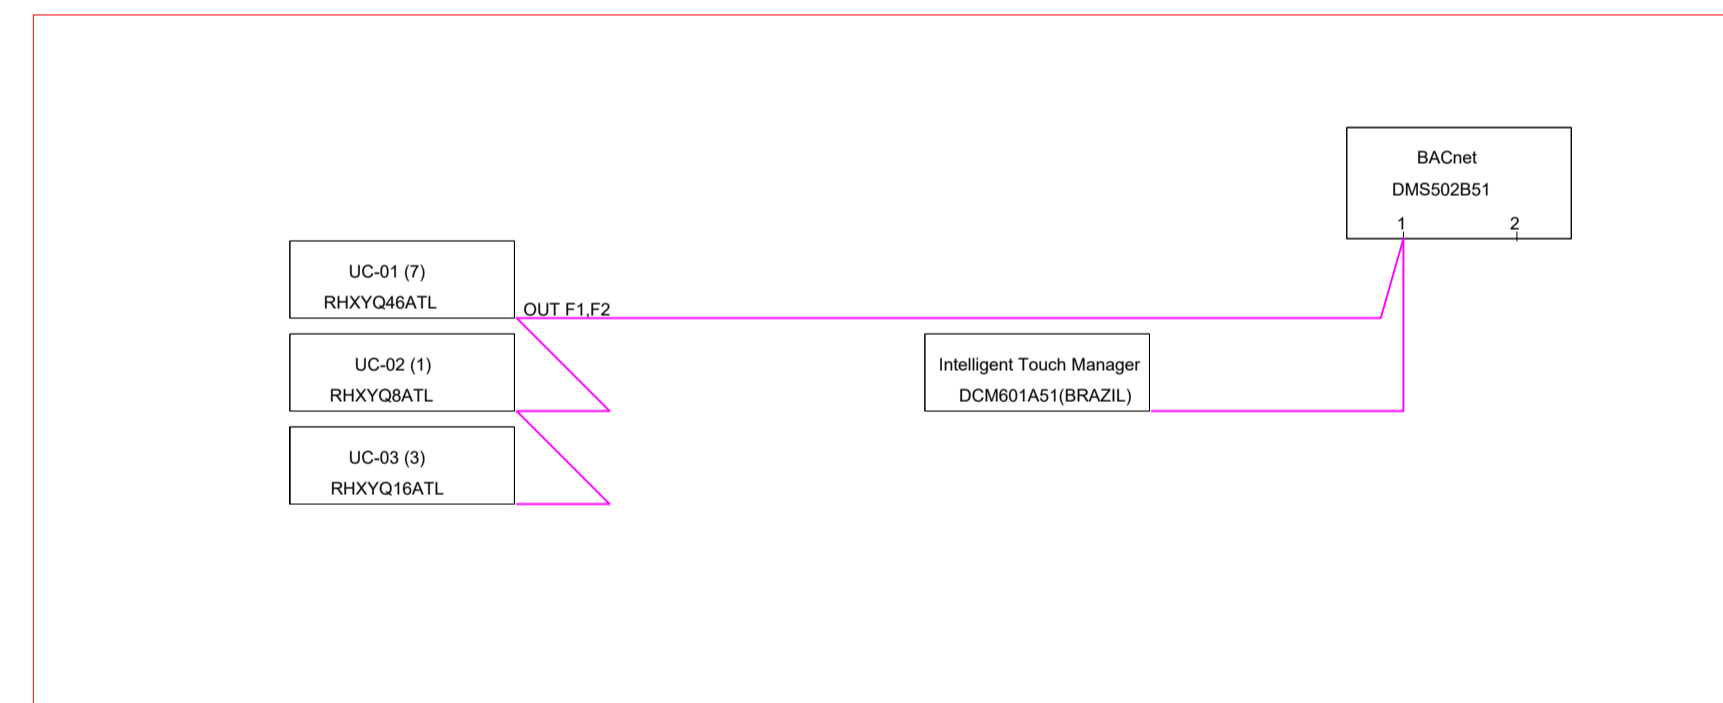 BACnet
DMS502B51
1 2
UC-01 (7)
RHXYQ46ATL
OUT F1,F2
UC-02 (1)
RHXYQ8ATL
Intelligent Touch Manager
DCM601A51(BRAZIL)
UC-03 (3)
RHXYQ16ATL